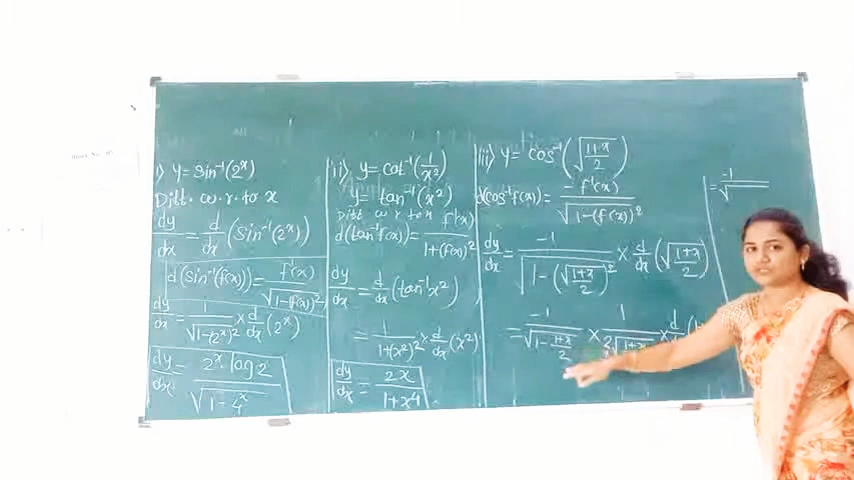 i) y = sin⁻¹(2ˣ)
Diff. w.r.to x
dy/dx = d/dx (sin⁻¹(2ˣ))
d(sin⁻¹(f(x))) = f'(x)/√(1-(f(x))²)
dy/dx = 1/√(1-(2ˣ)²) × d/dx (2ˣ)
dy/dx = 2ˣ.log2/√(1-4ˣ)
ii) y = cot⁻¹(1/x²)
y = tan⁻¹(x²)
Diff w r to x
d(tan⁻¹f(x)) = f'(x)/1+(f(x))²
dy/dx = d/dx (tan⁻¹x²)
= 1/1+(x²)² × d/dx (x²)
dy/dx = 2x/1+x⁴
iii) y = cos⁻¹(√(1+x/2))
d(cos⁻¹f(x)) = -f'(x)/√(1-(f(x))²)
dy/dx = -1/√(1-(√(1+x/2))²) × d/dx (√(1+x/2))
= -1/√(1-(1+x)/2) × 1/2√(1+x × d/dx (1
= -1/√